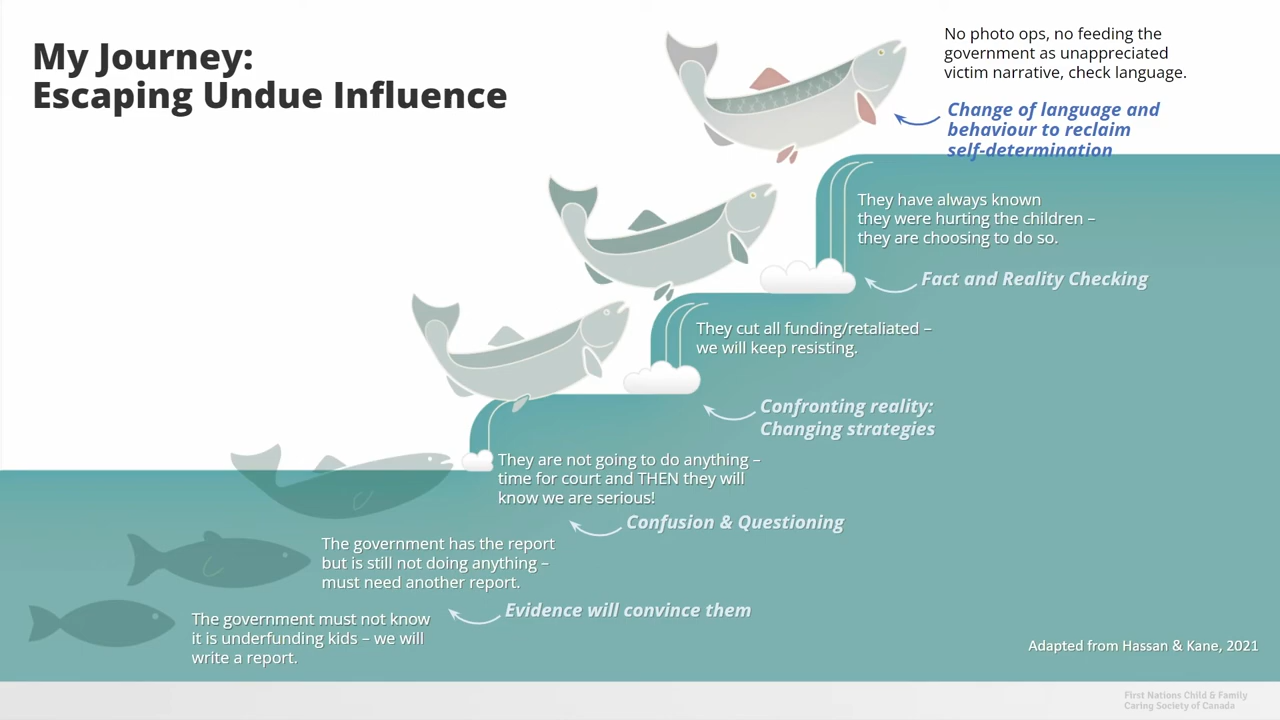 My Journey:
Escaping Undue Influence
No photo ops, no feeding the
government as unappreciated
victim narrative, check language.
Change of language and
behaviour to reclaim
self-determination
They have always known
they were hurting the children –
they are choosing to do so.
Fact and Reality Checking
They cut all funding/retaliated –
we will keep resisting.
Confronting reality:
Changing strategies
They are not going to do anything –
time for court and THEN they will
know we are serious!
Confusion & Questioning
The government has the report
but is still not doing anything –
must need another report.
Evidence will convince them
The government must not know
it is underfunding kids – we will
write a report.
Adapted from Hassan & Kane, 2021
First Nations Child & Family
Caring Society of Canada